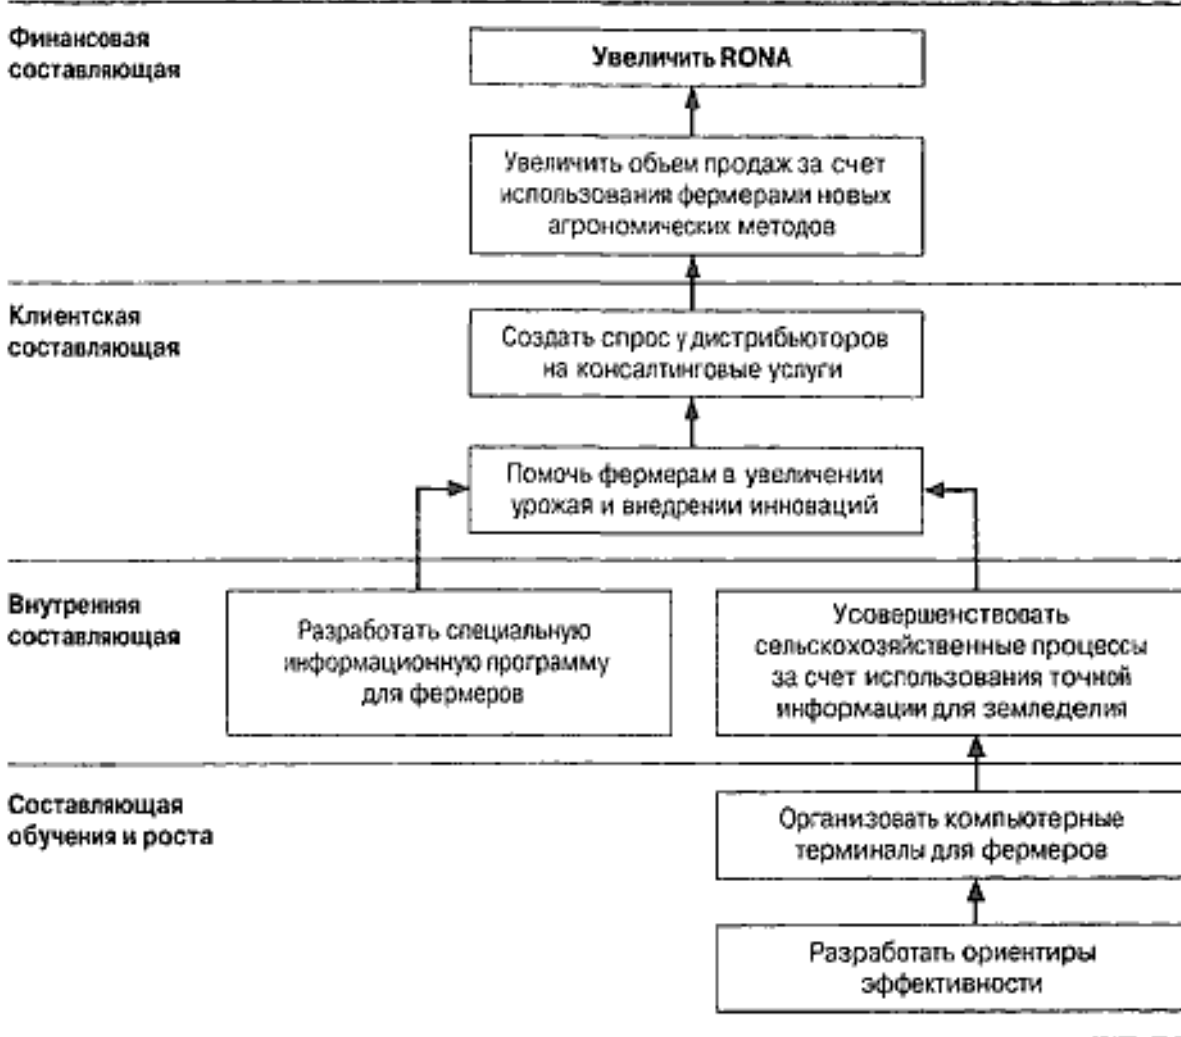 Финансовая
составляющая
Увеличить RONA
Увеличить объем продаж за счет
использования фермерами новых
агрономических методов
Клиентская
составляющая
Создать спрос у дистрибьюторов
на консалтинговые услуги
Помочь фермерам в увеличении
урожая и внедрении инноваций
Внутренняя
составляющая
Разработать специальную
информационную программу
для фермеров
Усовершенствовать
сельскохозяйственные процессы
за счет использования точной
информации для земледелия
Составляющая
обучения и роста
Организовать компьютерные
терминалы для фермеров
Разработать ориентиры
эффективности